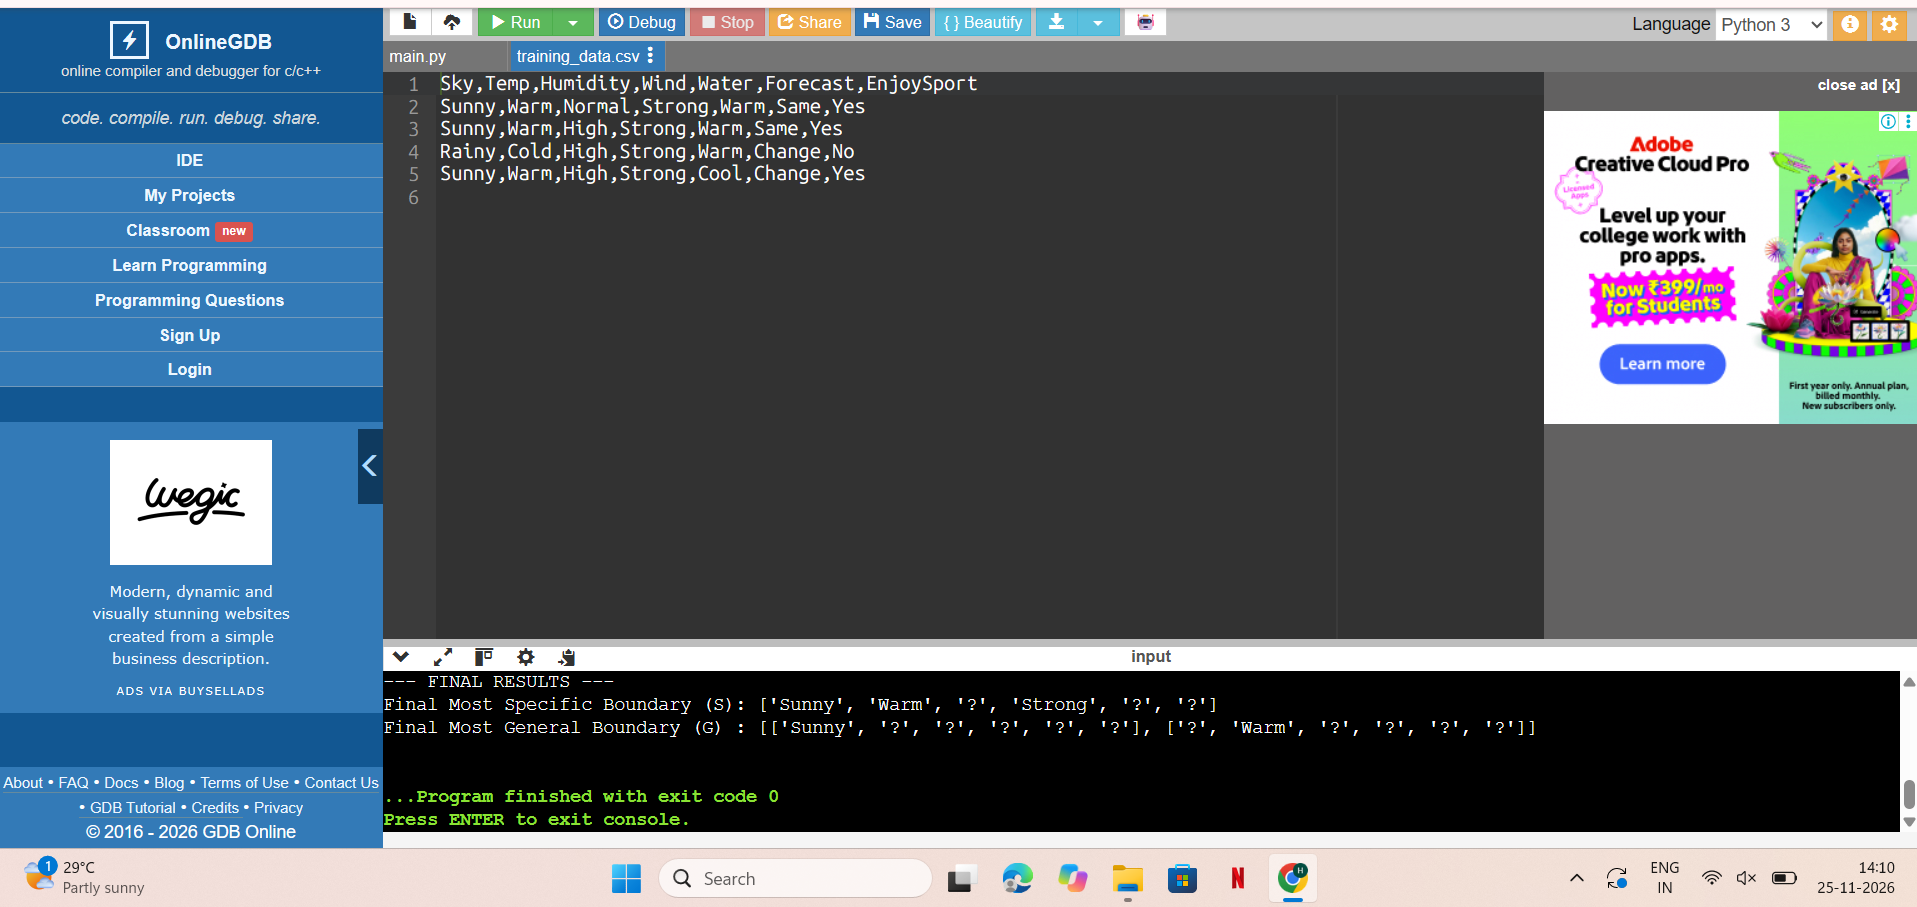 OnlineGDB
online compiler and debugger for c/c++
code. compile. run. debug. share.
IDE
My Projects
Classroom new
Learn Programming
Programming Questions
Sign Up
Login
wegic
Modern, dynamic and
visually stunning websites
created from a simple
business description.
ADS VIA BUYSELLADS
About • FAQ • Docs • Blog • Terms of Use • Contact Us
• GDB Tutorial • Credits • Privacy
© 2016 - 2026 GDB Online
Run Debug Stop Share Save { } Beautify Language Python 3
main.py training_data.csv
1 Sky,Temp,Humidity,Wind,Water,Forecast,EnjoySport
2 Sunny,Warm,Normal,Strong,Warm,Same,Yes
3 Sunny,Warm,High,Strong,Warm,Same,Yes
4 Rainy,Cold,High,Strong,Warm,Change,No
5 Sunny,Warm,High,Strong,Cool,Change,Yes
6
close ad [x]
Adobe
Creative Cloud Pro
Licensed
Apps
Level up your
college work with
pro apps.
Now ₹399/mo
for Students
Learn more
First year only. Annual plan,
billed monthly.
New subscribers only.
input
--- FINAL RESULTS ---
Final Most Specific Boundary (S): ['Sunny', 'Warm', '?', 'Strong', '?', '?']
Final Most General Boundary (G) : [['Sunny', '?', '?', '?', '?', '?'], ['?', 'Warm', '?', '?', '?', '?']]
...Program finished with exit code 0
Press ENTER to exit console.
1
29°C
Partly sunny
Search
N
H
ENG
IN
14:10
25-11-2026